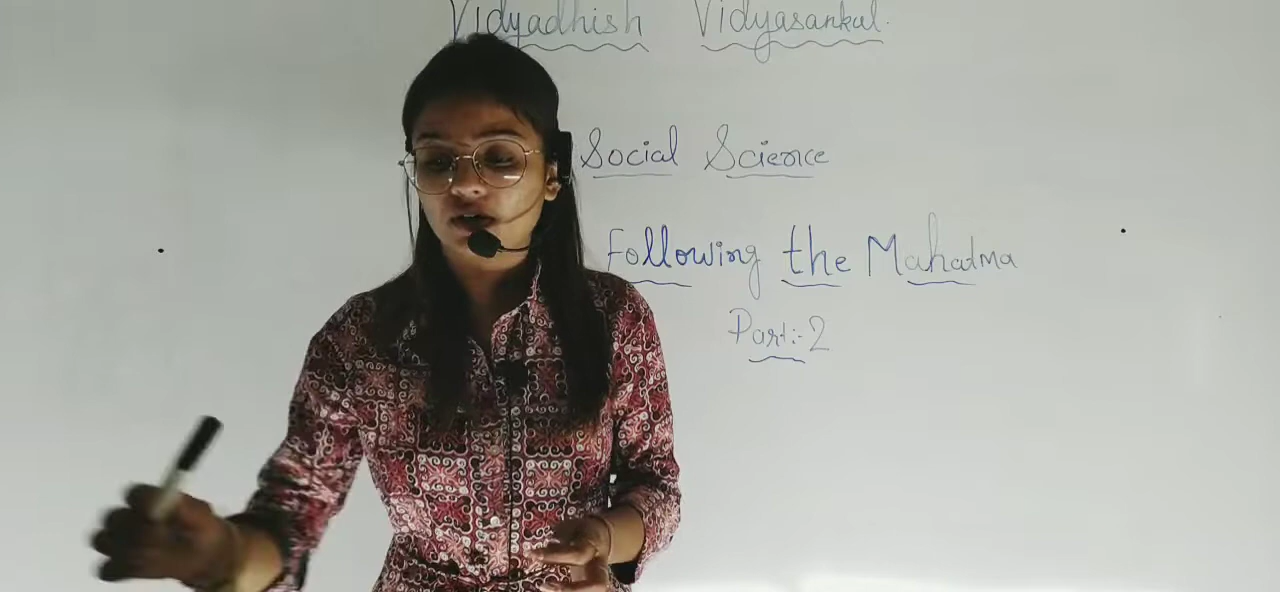 Vidyadhish Vidyasankul.
Social Science
Following the Mahatma
Part:-2